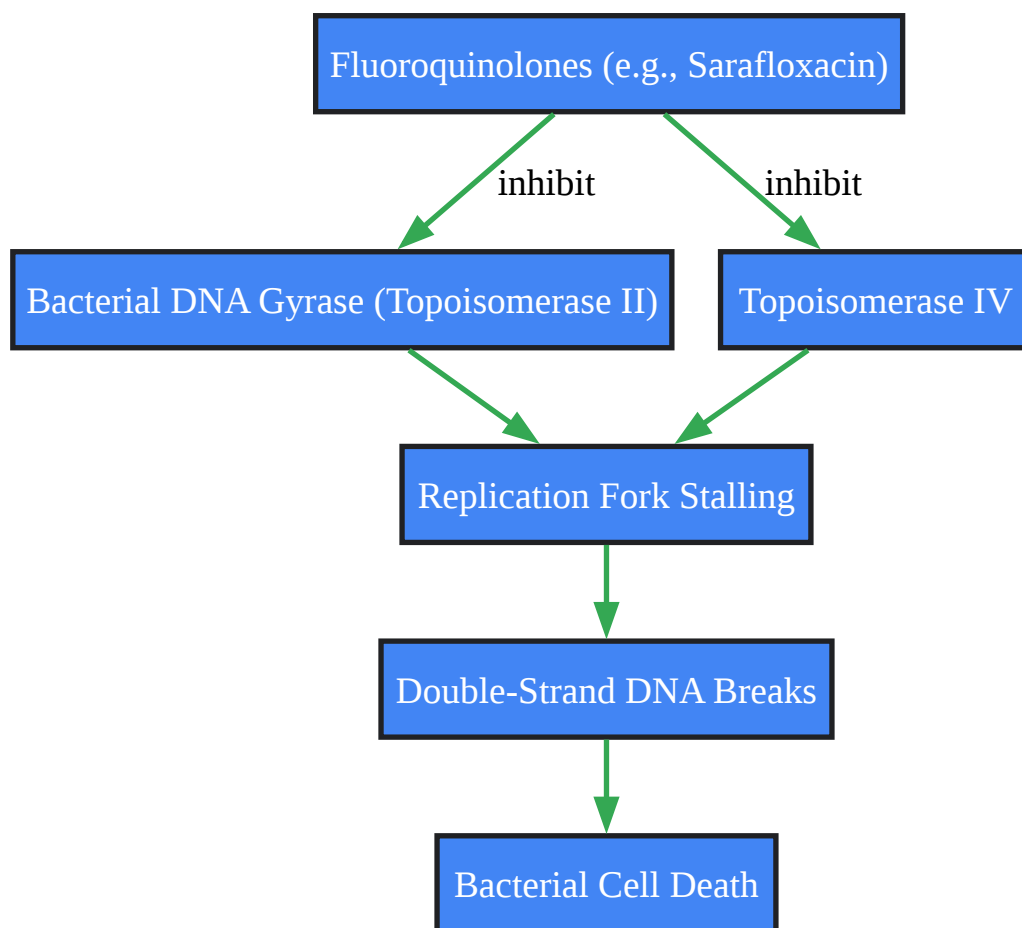 Fluoroquinolones (e.g., Sarafloxacin)
inhibit
inhibit
Bacterial DNA Gyrase (Topoisomerase II)
Topoisomerase IV
Replication Fork Stalling
Double-Strand DNA Breaks
Bacterial Cell Death